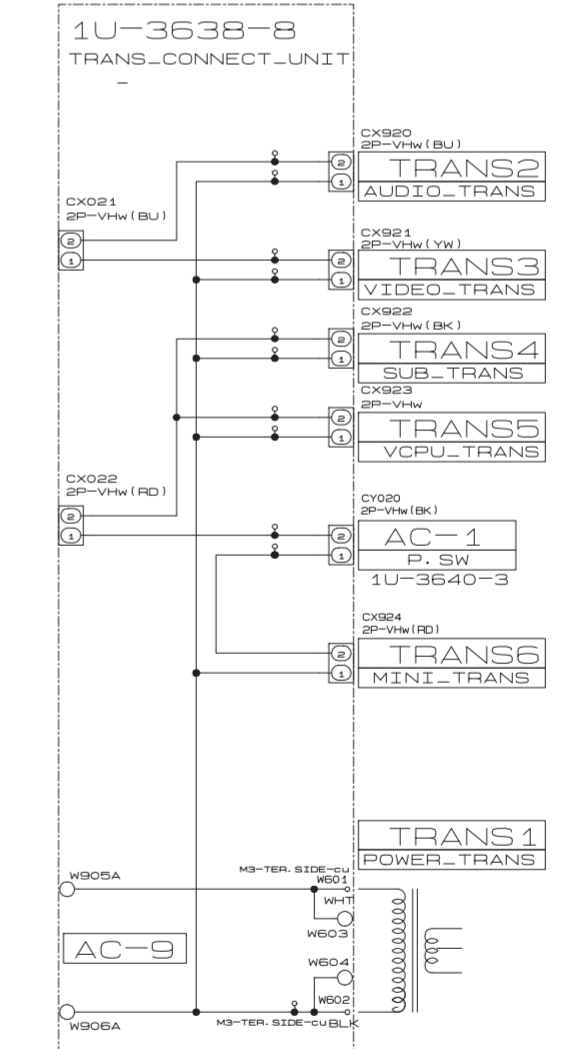 1U-3638-8
TRANS_CONNECT_UNIT
-
CX920
2P-VHw(BU)
2
TRANS2
1
AUDIO_TRANS
CX021
2P-VHw(BU)
2
1
CX921
2P-VHw(YW)
2
TRANS3
1
VIDEO_TRANS
CX922
2P-VHw(BK)
2
TRANS4
1
SUB_TRANS
CX923
2P-VHw
2
TRANS5
1
VCPU_TRANS
CX022
2P-VHw(RD)
2
1
CY020
2P-VHw(BK)
2
AC-1
1
P.SW
1U-3640-3
CX924
2P-VHw(RD)
2
TRANS6
1
MINI_TRANS
TRANS1
POWER_TRANS
W905A
M3-TER.SIDE-cu
W601
WHT
W603
AC-9
W604
W602
W906A
M3-TER.SIDE-cu BLK